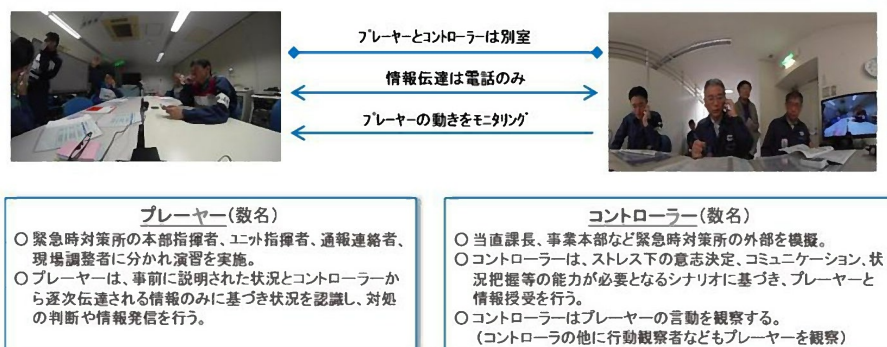 プレーヤーとコントローラーは別室
情報伝達は電話のみ
プレーヤーの動きをモニタリング
プレーヤー(数名)
○ 緊急時対策所の本部指揮者、ユニット指揮者、通報連絡者、
現場調整者に分かれ演習を実施。
○ プレーヤーは、事前に説明された状況とコントローラーか
ら逐次伝達される情報のみに基づき状況を認識し、対処
の判断や情報発信を行う。
コントローラー(数名)
○ 当直課長、事業本部など緊急時対策所の外部を模擬。
○ コントローラーは、ストレス下の意志決定、コミュニケーション、状
況把握等の能力が必要となるシナリオに基づき、プレーヤーと
情報授受を行う。
○ コントローラーはプレーヤーの言動を観察する。
(コントローラの他に行動観察者などもプレーヤーを観察)